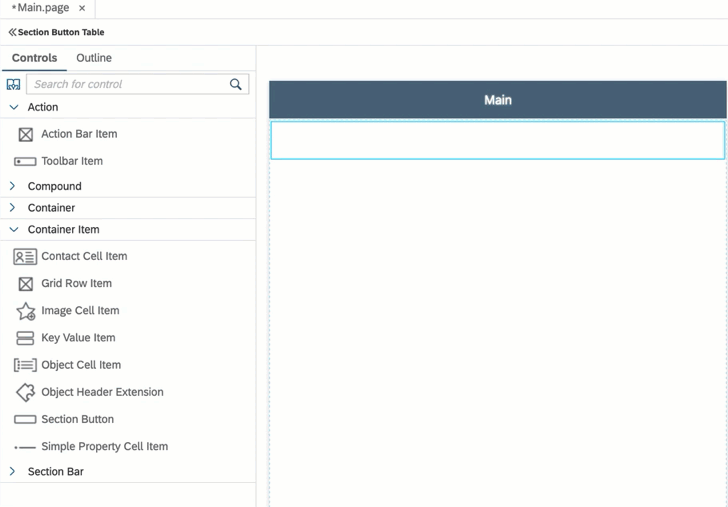 *Main.page ×
Section Button Table
Controls Outline
Search for control
Action
Action Bar Item
Toolbar Item
Compound
Container
Container Item
Contact Cell Item
Grid Row Item
Image Cell Item
Key Value Item
Object Cell Item
Object Header Extension
Section Button
Simple Property Cell Item
Section Bar
Main